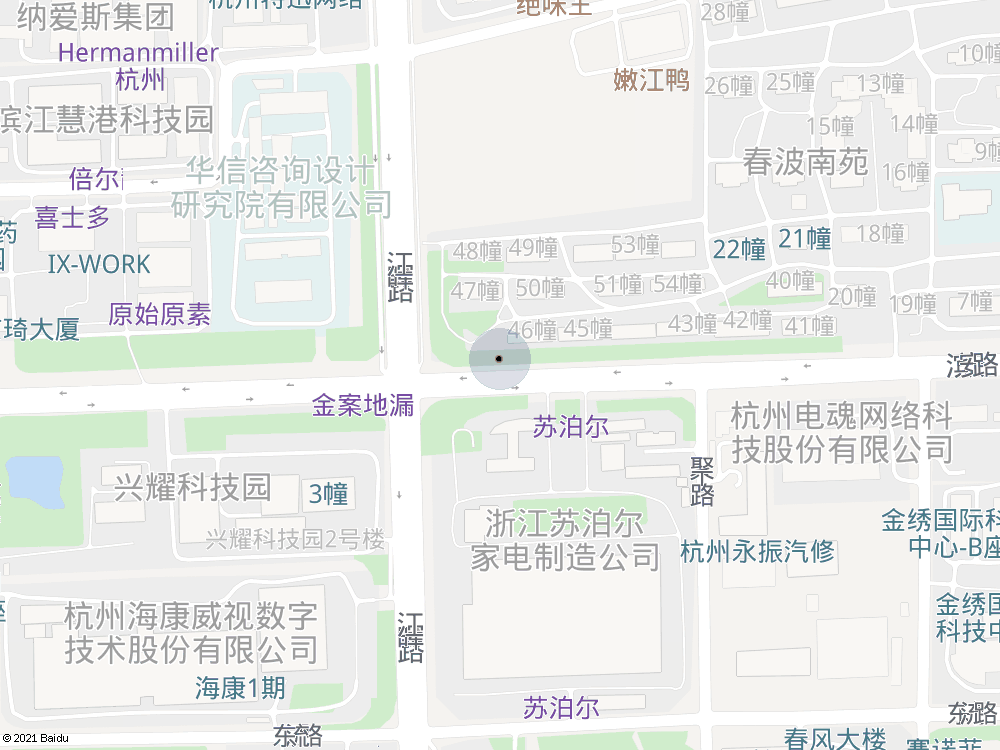 杭州特迅网络
绝味王
28幢
纳爱斯集团
Hermanmiller
杭州
嫩江鸭
26幢
25幢
13幢
10幢
滨江慧港科技园
15幢
14幢
9幢
华信咨询设计
研究院有限公司
春波南苑
16幢
倍尔
喜士多
药
园
22幢
21幢
18幢
48幢
49幢
53幢
IX-WORK
47幢
50幢
51幢
54幢
40幢
20幢
19幢
7幢
原始原素
琦大厦
46幢
45幢
43幢
42幢
41幢
路
金案地漏
苏泊尔
杭州电魂网络科
技股份有限公司
聚
路
兴耀科技园
3幢
兴耀科技园2号楼
浙江苏泊尔
家电制造公司
金绣国际科
中心-B座
杭州永振汽修
杭州海康威视数字
技术股份有限公司
江
路
金绣国
科技中
海康1期
苏泊尔
春风大楼
© 2021 Baidu